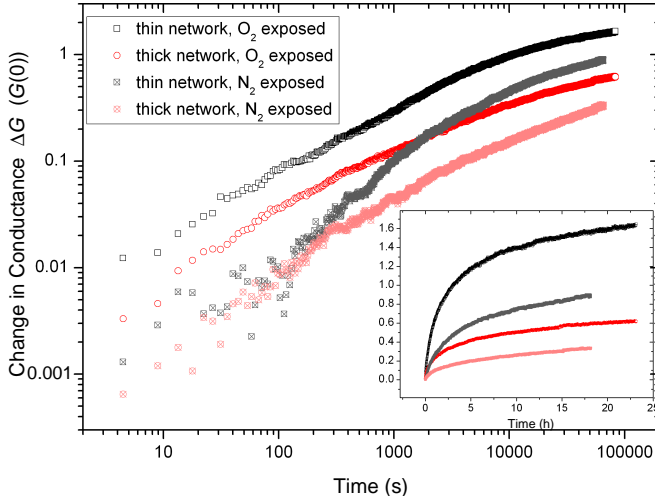 thin network, O₂ exposed
thick network, O₂ exposed
thin network, N₂ exposed
thick network, N₂ exposed
Change in Conductance ΔG (G(0))
1
0.1
0.01
0.001
10 100 1000 10000 100000
Time (s)
1.6
1.4
1.2
1.0
0.8
0.6
0.4
0.2
0.0
0 5 10 15 20 25
Time (h)